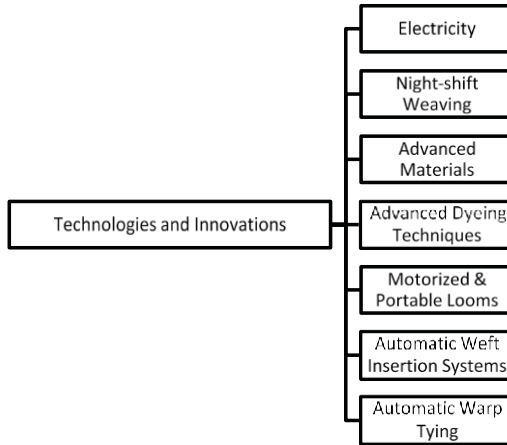 Electricity
Night-shift
Weaving
Advanced
Materials
Technologies and Innovations
Advanced Dyeing
Techniques
Motorized &
Portable Looms
Automatic Weft
Insertion Systems
Automatic Warp
Tying